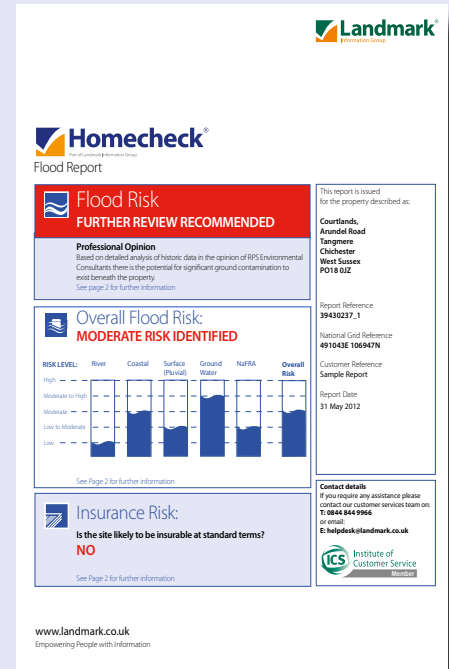 Landmark®
Information Group
Homecheck®
Part of Landmark Information Group
Flood Report
Flood Risk
FURTHER REVIEW RECOMMENDED
Professional Opinion
Based on detailed analysis of historic data in the opinion of RPS Environmental
Consultants there is the potential for significant ground contamination to
exist beneath the property.
See page 2 for further information
Overall Flood Risk:
MODERATE RISK IDENTIFIED
RISK LEVEL: River Coastal Surface (Pluvial) Ground Water NaFRA Overall Risk
High
Moderate to High
Moderate
Low to Moderate
Low
See Page 2 for further information
Insurance Risk:
Is the site likely to be insurable at standard terms?
NO
See Page 2 for further information
This report is issued
for the property described as:
Courtlands,
Arundel Road
Tangmere
Chichester
West Sussex
PO18 0JZ
Report Reference
39430237_1
National Grid Reference
491043E 106947N
Customer Reference
Sample Report
Report Date
31 May 2012
Contact details
If you require any assistance please
contact our customer services team on:
T: 0844 844 9966
or email:
E: helpdesk@landmark.co.uk
ICS
Institute of
Customer Service
Member
www.landmark.co.uk
Empowering People with Information